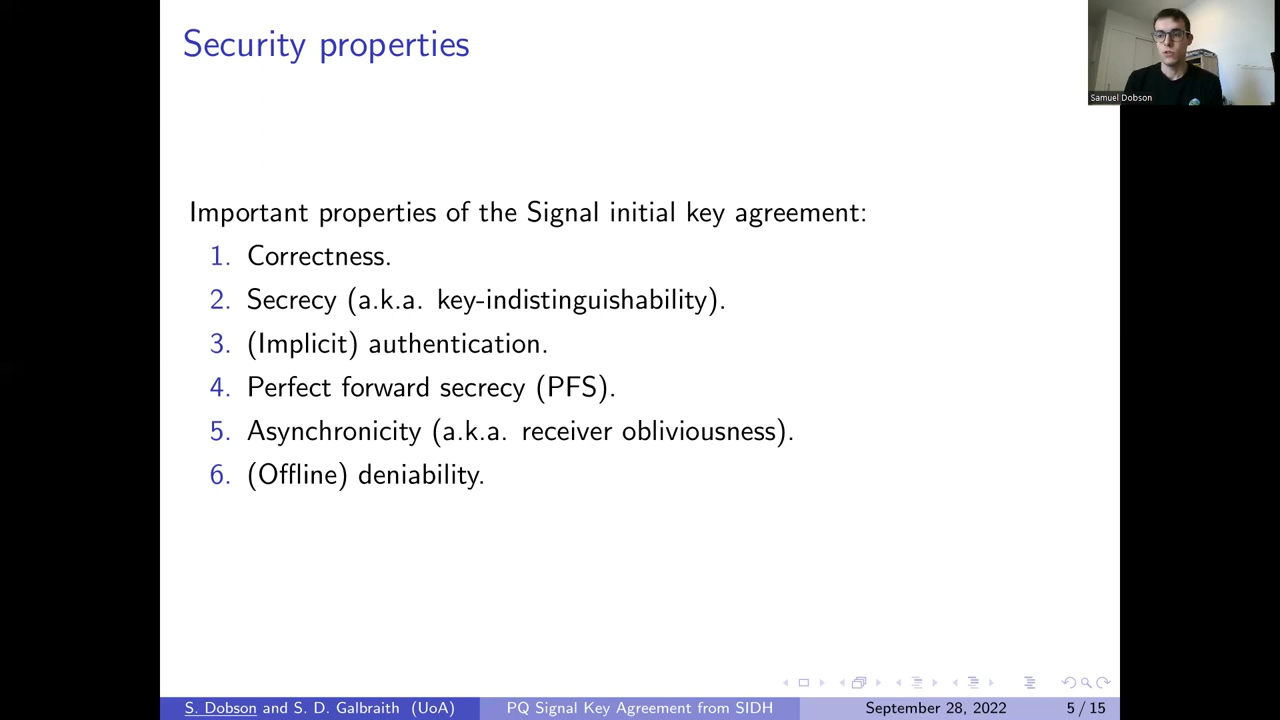 Security properties
Samuel Dobson
Important properties of the Signal initial key agreement:
1. Correctness.
2. Secrecy (a.k.a. key-indistinguishability).
3. (Implicit) authentication.
4. Perfect forward secrecy (PFS).
5. Asynchronicity (a.k.a. receiver obliviousness).
6. (Offline) deniability.
S. Dobson and S. D. Galbraith (UoA) PQ Signal Key Agreement from SIDH September 28, 2022 5 / 15